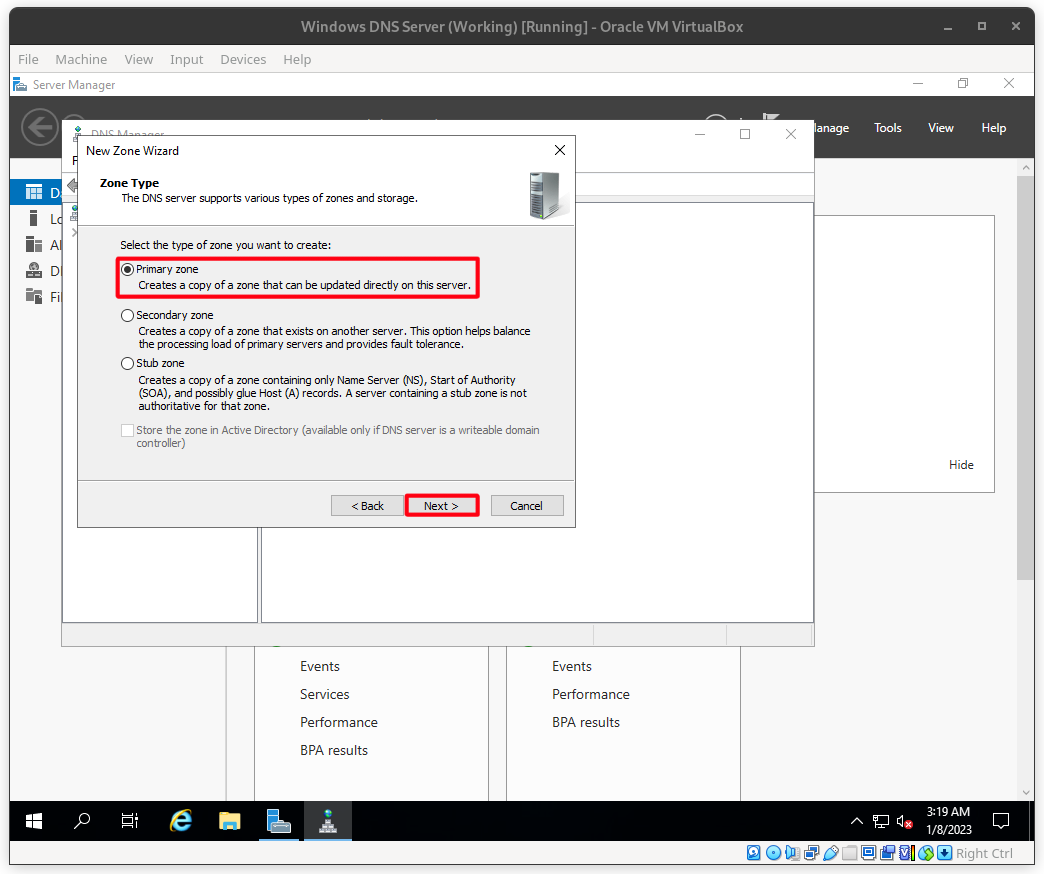 Windows DNS Server (Working) [Running] - Oracle VM VirtualBox
File Machine View Input Devices Help
Server Manager
DNS Manager
Manage Tools View Help
New Zone Wizard
Zone Type
The DNS server supports various types of zones and storage.
Select the type of zone you want to create:
Primary zone
Creates a copy of a zone that can be updated directly on this server.
Secondary zone
Creates a copy of a zone that exists on another server. This option helps balance
the processing load of primary servers and provides fault tolerance.
Stub zone
Creates a copy of a zone containing only Name Server (NS), Start of Authority
(SOA), and possibly glue Host (A) records. A server containing a stub zone is not
authoritative for that zone.
Store the zone in Active Directory (available only if DNS server is a writeable domain
controller)
< Back Next > Cancel
Hide
Events
Services
Performance
BPA results
Events
Performance
BPA results
3:19 AM
1/8/2023
Right Ctrl